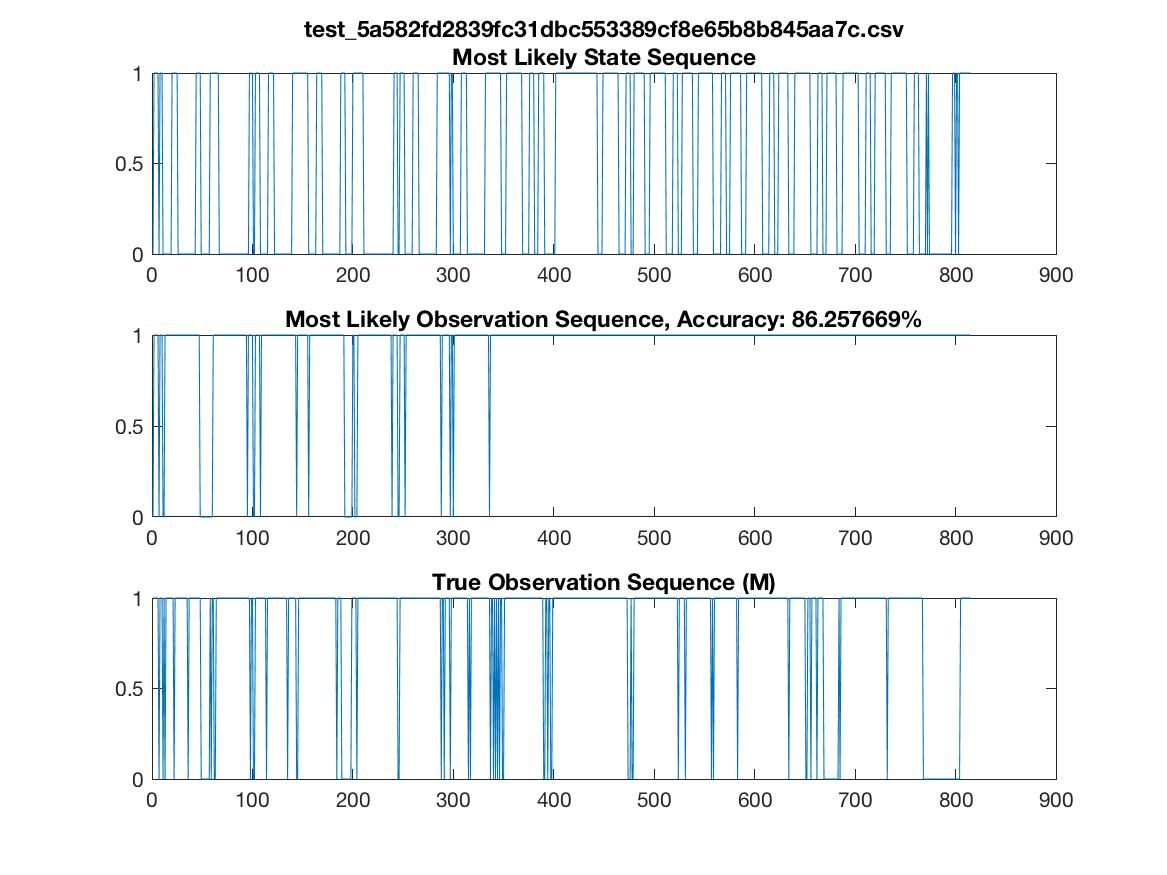 test_5a582fd2839fc31dbc553389cf8e65b8b845aa7c.csv
Most Likely State Sequence
1
0.5
0
0 100 200 300 400 500 600 700 800 900
Most Likely Observation Sequence, Accuracy: 86.257669%
1
0.5
0
0 100 200 300 400 500 600 700 800 900
True Observation Sequence (M)
1
0.5
0
0 100 200 300 400 500 600 700 800 900